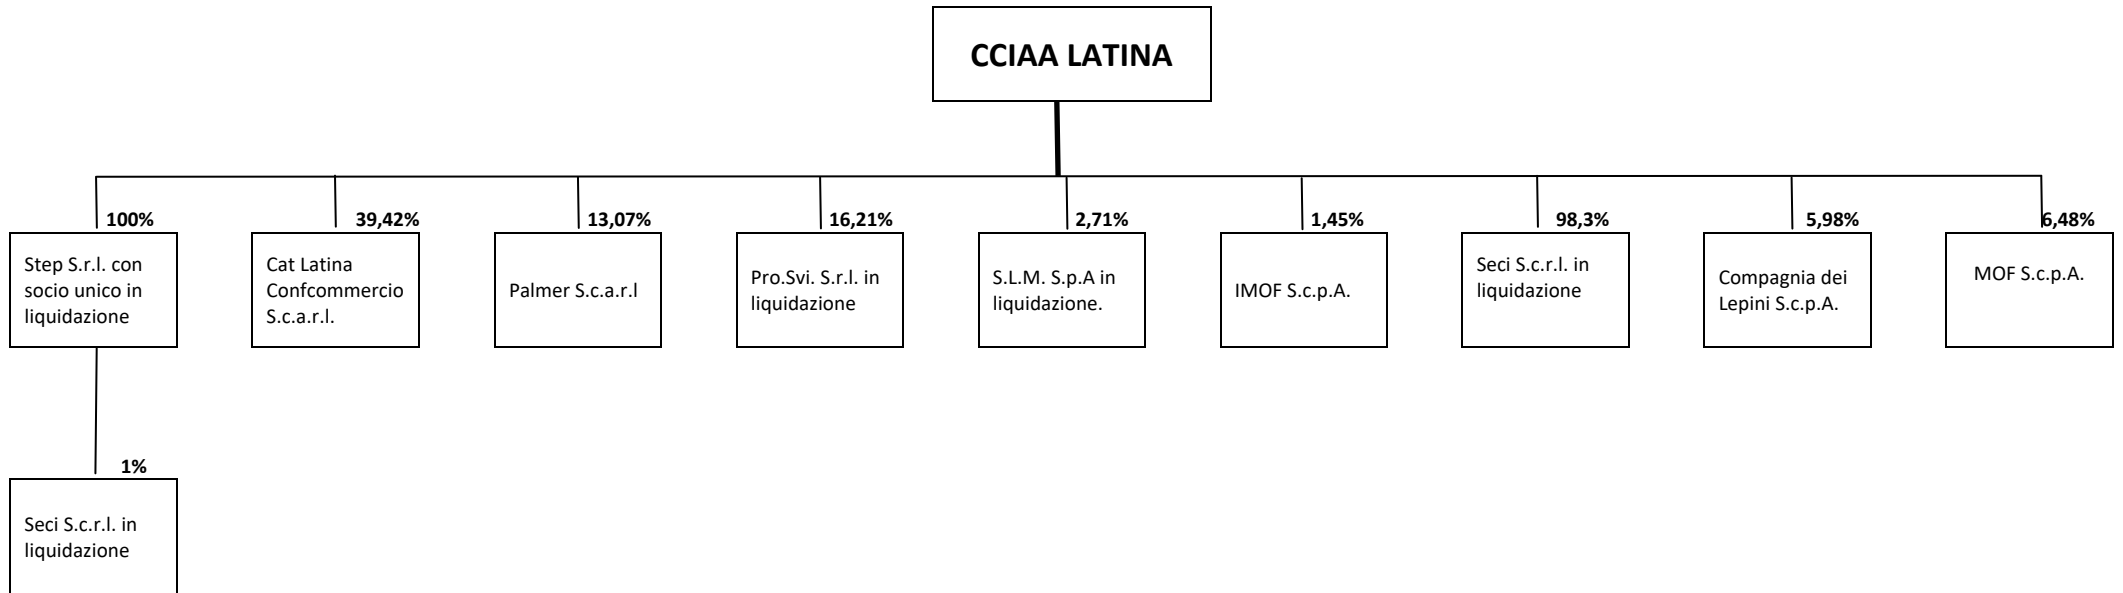 CCIAA LATINA
100%
39,42%
13,07%
16,21%
2,71%
1,45%
98,3%
5,98%
6,48%
Step S.r.l. con
socio unico in
liquidazione
Cat Latina
Confcommercio
S.c.a.r.l.
Palmer S.c.a.r.l
Pro.Svi. S.r.l. in
liquidazione
S.L.M. S.p.A in
liquidazione.
IMOF S.c.p.A.
Seci S.c.r.l. in
liquidazione
Compagnia dei
Lepini S.c.p.A.
MOF S.c.p.A.
1%
Seci S.c.r.l. in
liquidazione